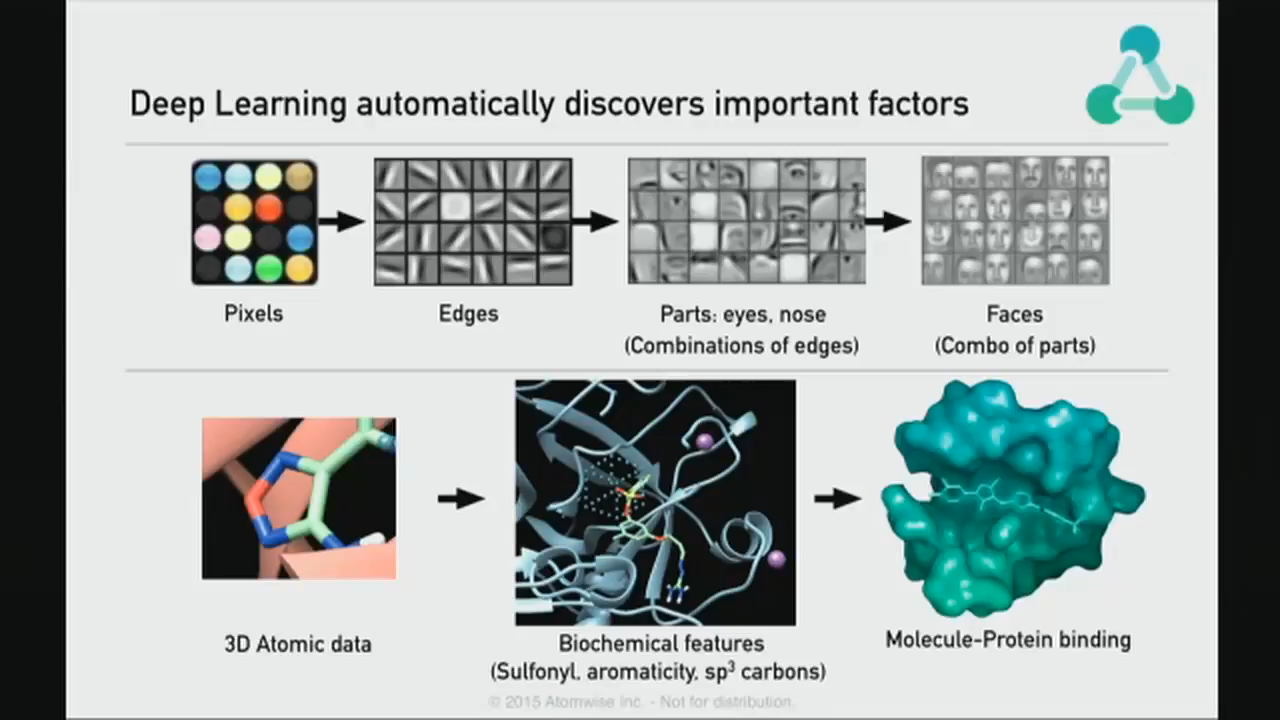 Deep Learning automatically discovers important factors
Pixels
Edges
Parts: eyes, nose
(Combinations of edges)
Faces
(Combo of parts)
3D Atomic data
Biochemical features
(Sulfonyl, aromaticity, sp³ carbons)
Molecule-Protein binding
© 2015 Atomwise Inc. - Not for distribution.